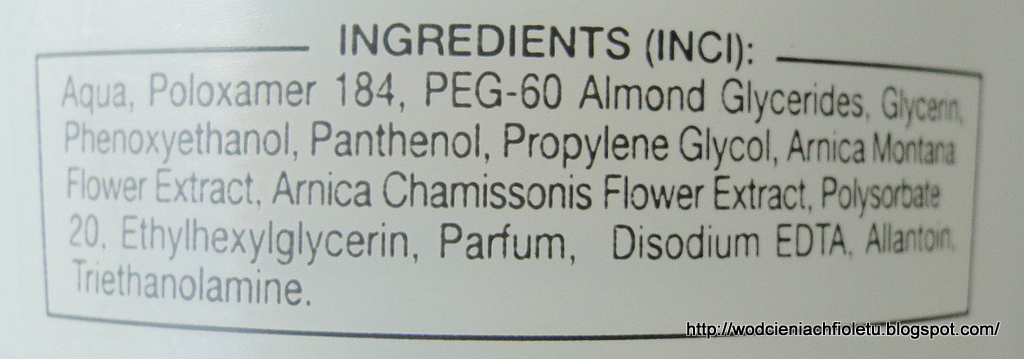 INGREDIENTS (INCI):
Aqua, Poloxamer 184, PEG-60 Almond Glycerides, Glycerin,
Phenoxyethanol, Panthenol, Propylene Glycol, Arnica Montana
Flower Extract, Arnica Chamissonis Flower Extract, Polysorbate
20, Ethylhexylglycerin, Parfum, Disodium EDTA, Allantoin,
Triethanolamine.
http://wodcieniachfioletu.blogspot.com/